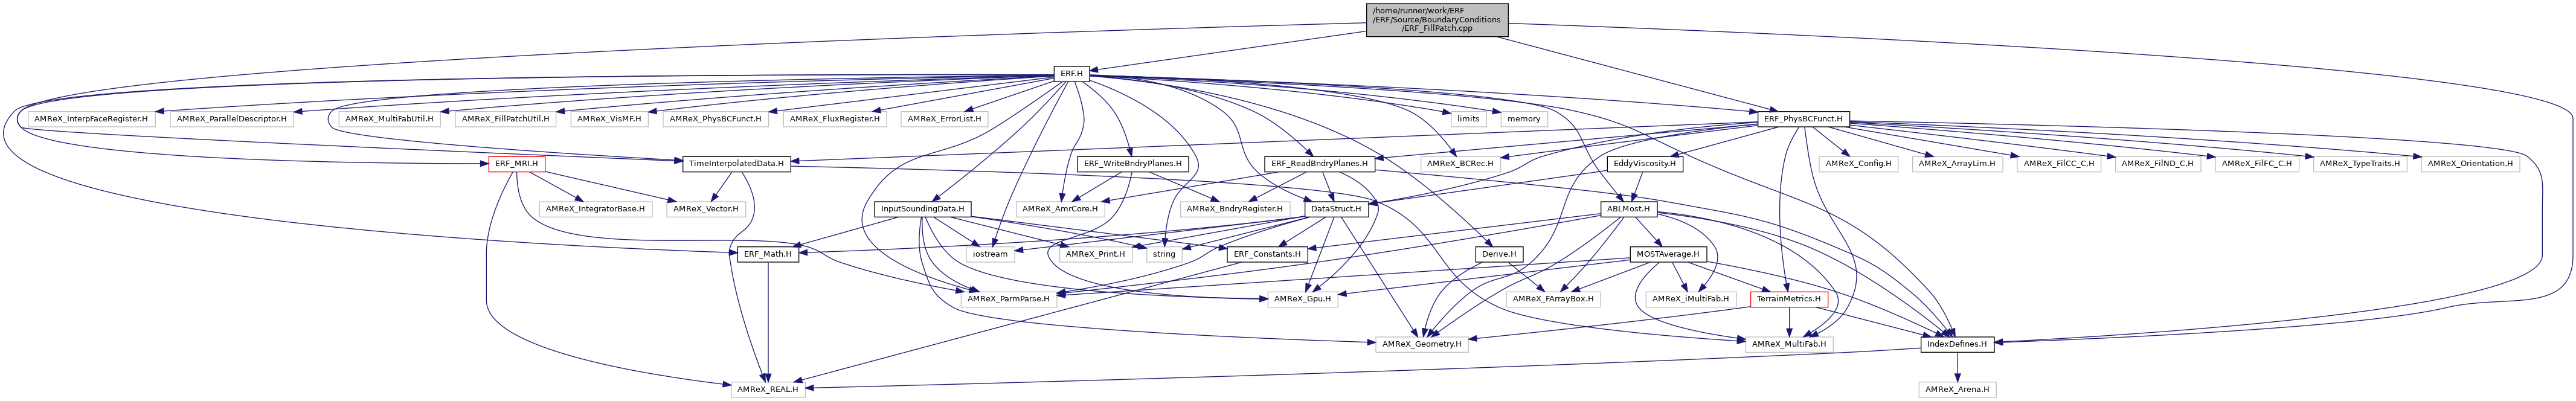 /home/runner/work/ERF
/ERF/Source/BoundaryConditions
/ERF_FillPatch.cpp
ERF.H
AMReX_InterpFaceRegister.H
AMReX_ParallelDescriptor.H
AMReX_MultiFabUtil.H
AMReX_FillPatchUtil.H
AMReX_VisMF.H
AMReX_PhysBCFunct.H
AMReX_FluxRegister.H
AMReX_ErrorList.H
limits
memory
ERF_PhysBCFunct.H
ERF_MRI.H
TimeInterpolatedData.H
ERF_WriteBndryPlanes.H
ERF_ReadBndryPlanes.H
AMReX_BCRec.H
EddyViscosity.H
AMReX_Config.H
AMReX_ArrayLim.H
AMReX_FilCC_C.H
AMReX_FilND_C.H
AMReX_FilFC_C.H
AMReX_TypeTraits.H
AMReX_Orientation.H
AMReX_IntegratorBase.H
AMReX_Vector.H
InputSoundingData.H
AMReX_AmrCore.H
AMReX_BndryRegister.H
DataStruct.H
ABLMost.H
ERF_Math.H
iostream
AMReX_Print.H
string
ERF_Constants.H
Derive.H
MOSTAverage.H
AMReX_ParmParse.H
AMReX_Gpu.H
AMReX_FArrayBox.H
AMReX_iMultiFab.H
TerrainMetrics.H
AMReX_Geometry.H
AMReX_MultiFab.H
IndexDefines.H
AMReX_REAL.H
AMReX_Arena.H